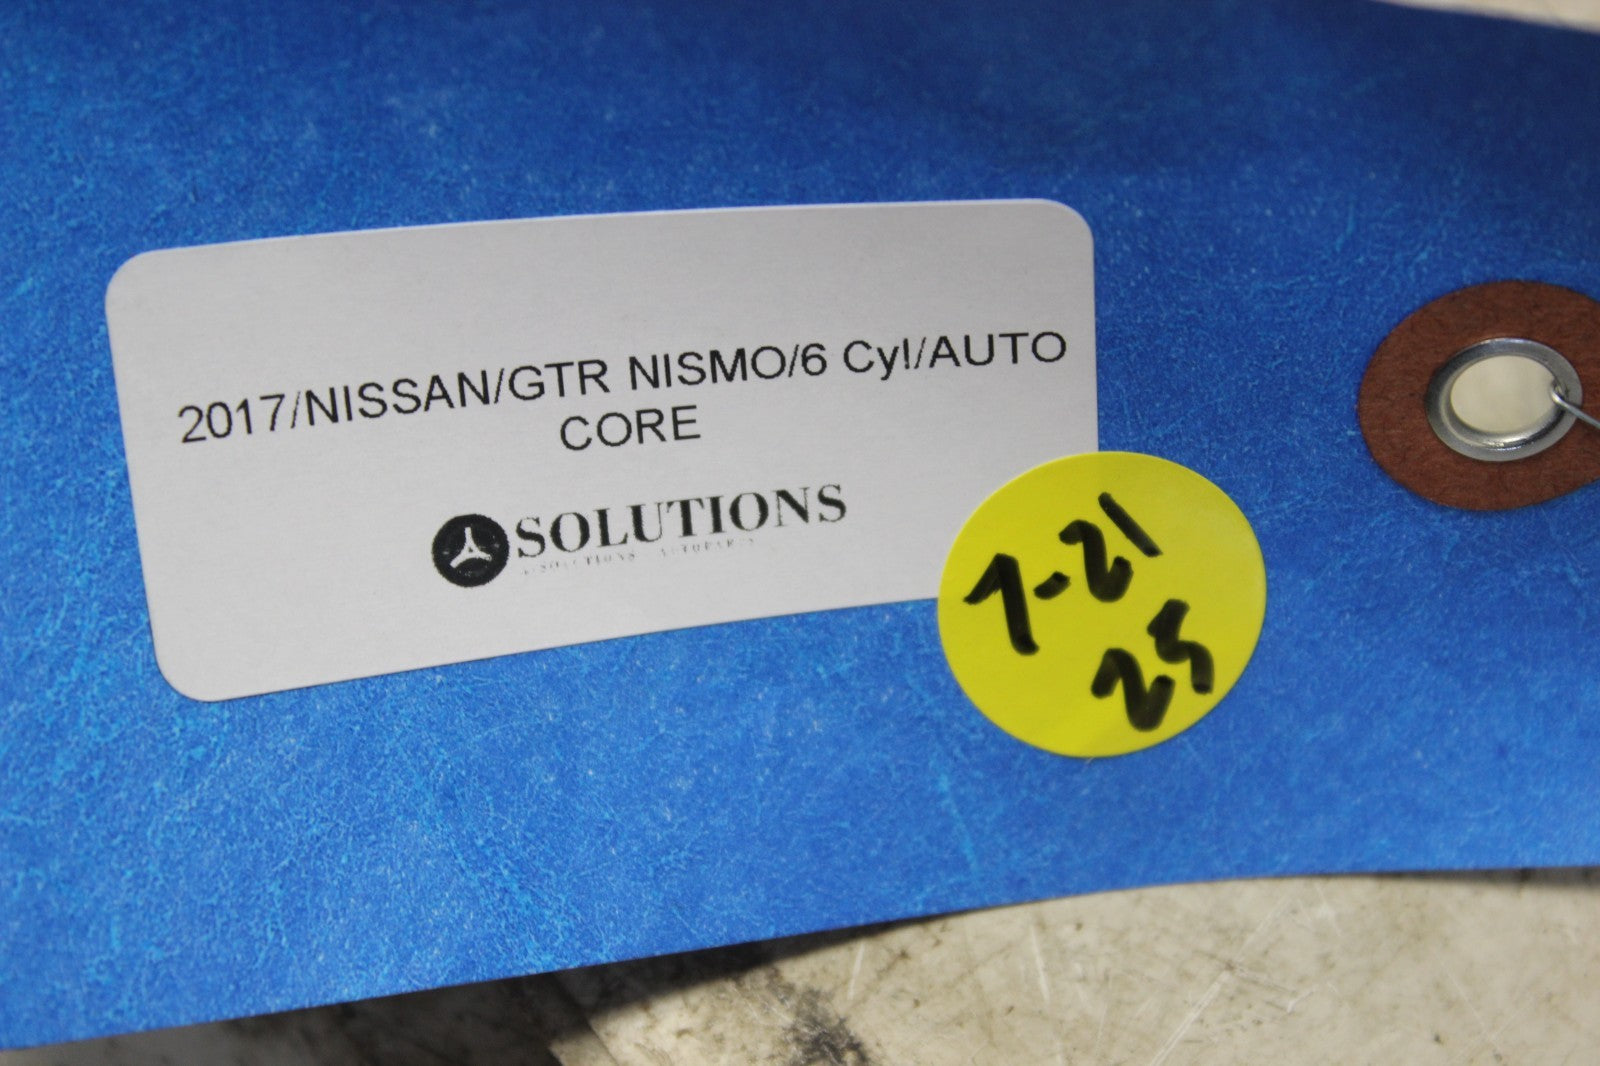 2017/NISSAN/GTR NISMO/6 Cyl/AUTO
CORE
SOLUTIONS
7-21
25